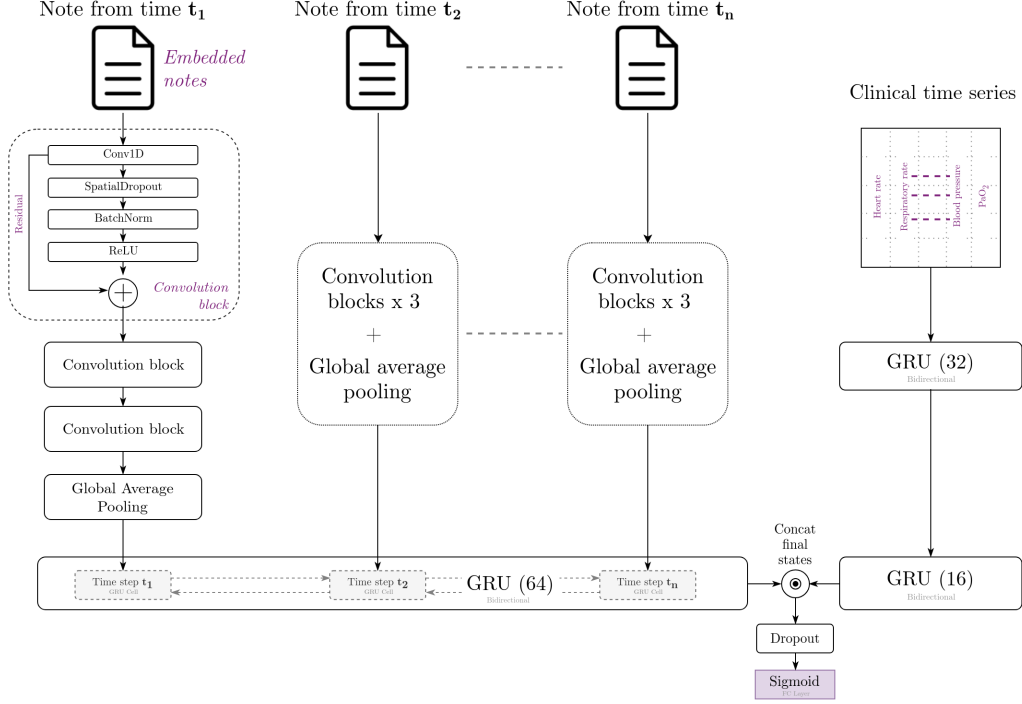 Note from time t1
Note from time t2
Note from time tn
Embedded
notes
Clinical time series
Conv1D
SpatialDropout
BatchNorm
ReLU
Residual
Convolution
block
Heart rate
Respiratory rate
Blood pressure
PaO2
Convolution
blocks x 3
+
Global average
pooling
Convolution
blocks x 3
+
Global average
pooling
Convolution block
Convolution block
Global Average
Pooling
GRU (32)
Bidirectional
Concat
final
states
Time step t1
GRU Cell
Time step t2
GRU Cell
GRU (64)
Bidirectional
Time step tn
GRU Cell
GRU (16)
Bidirectional
Dropout
Sigmoid
FC Layer